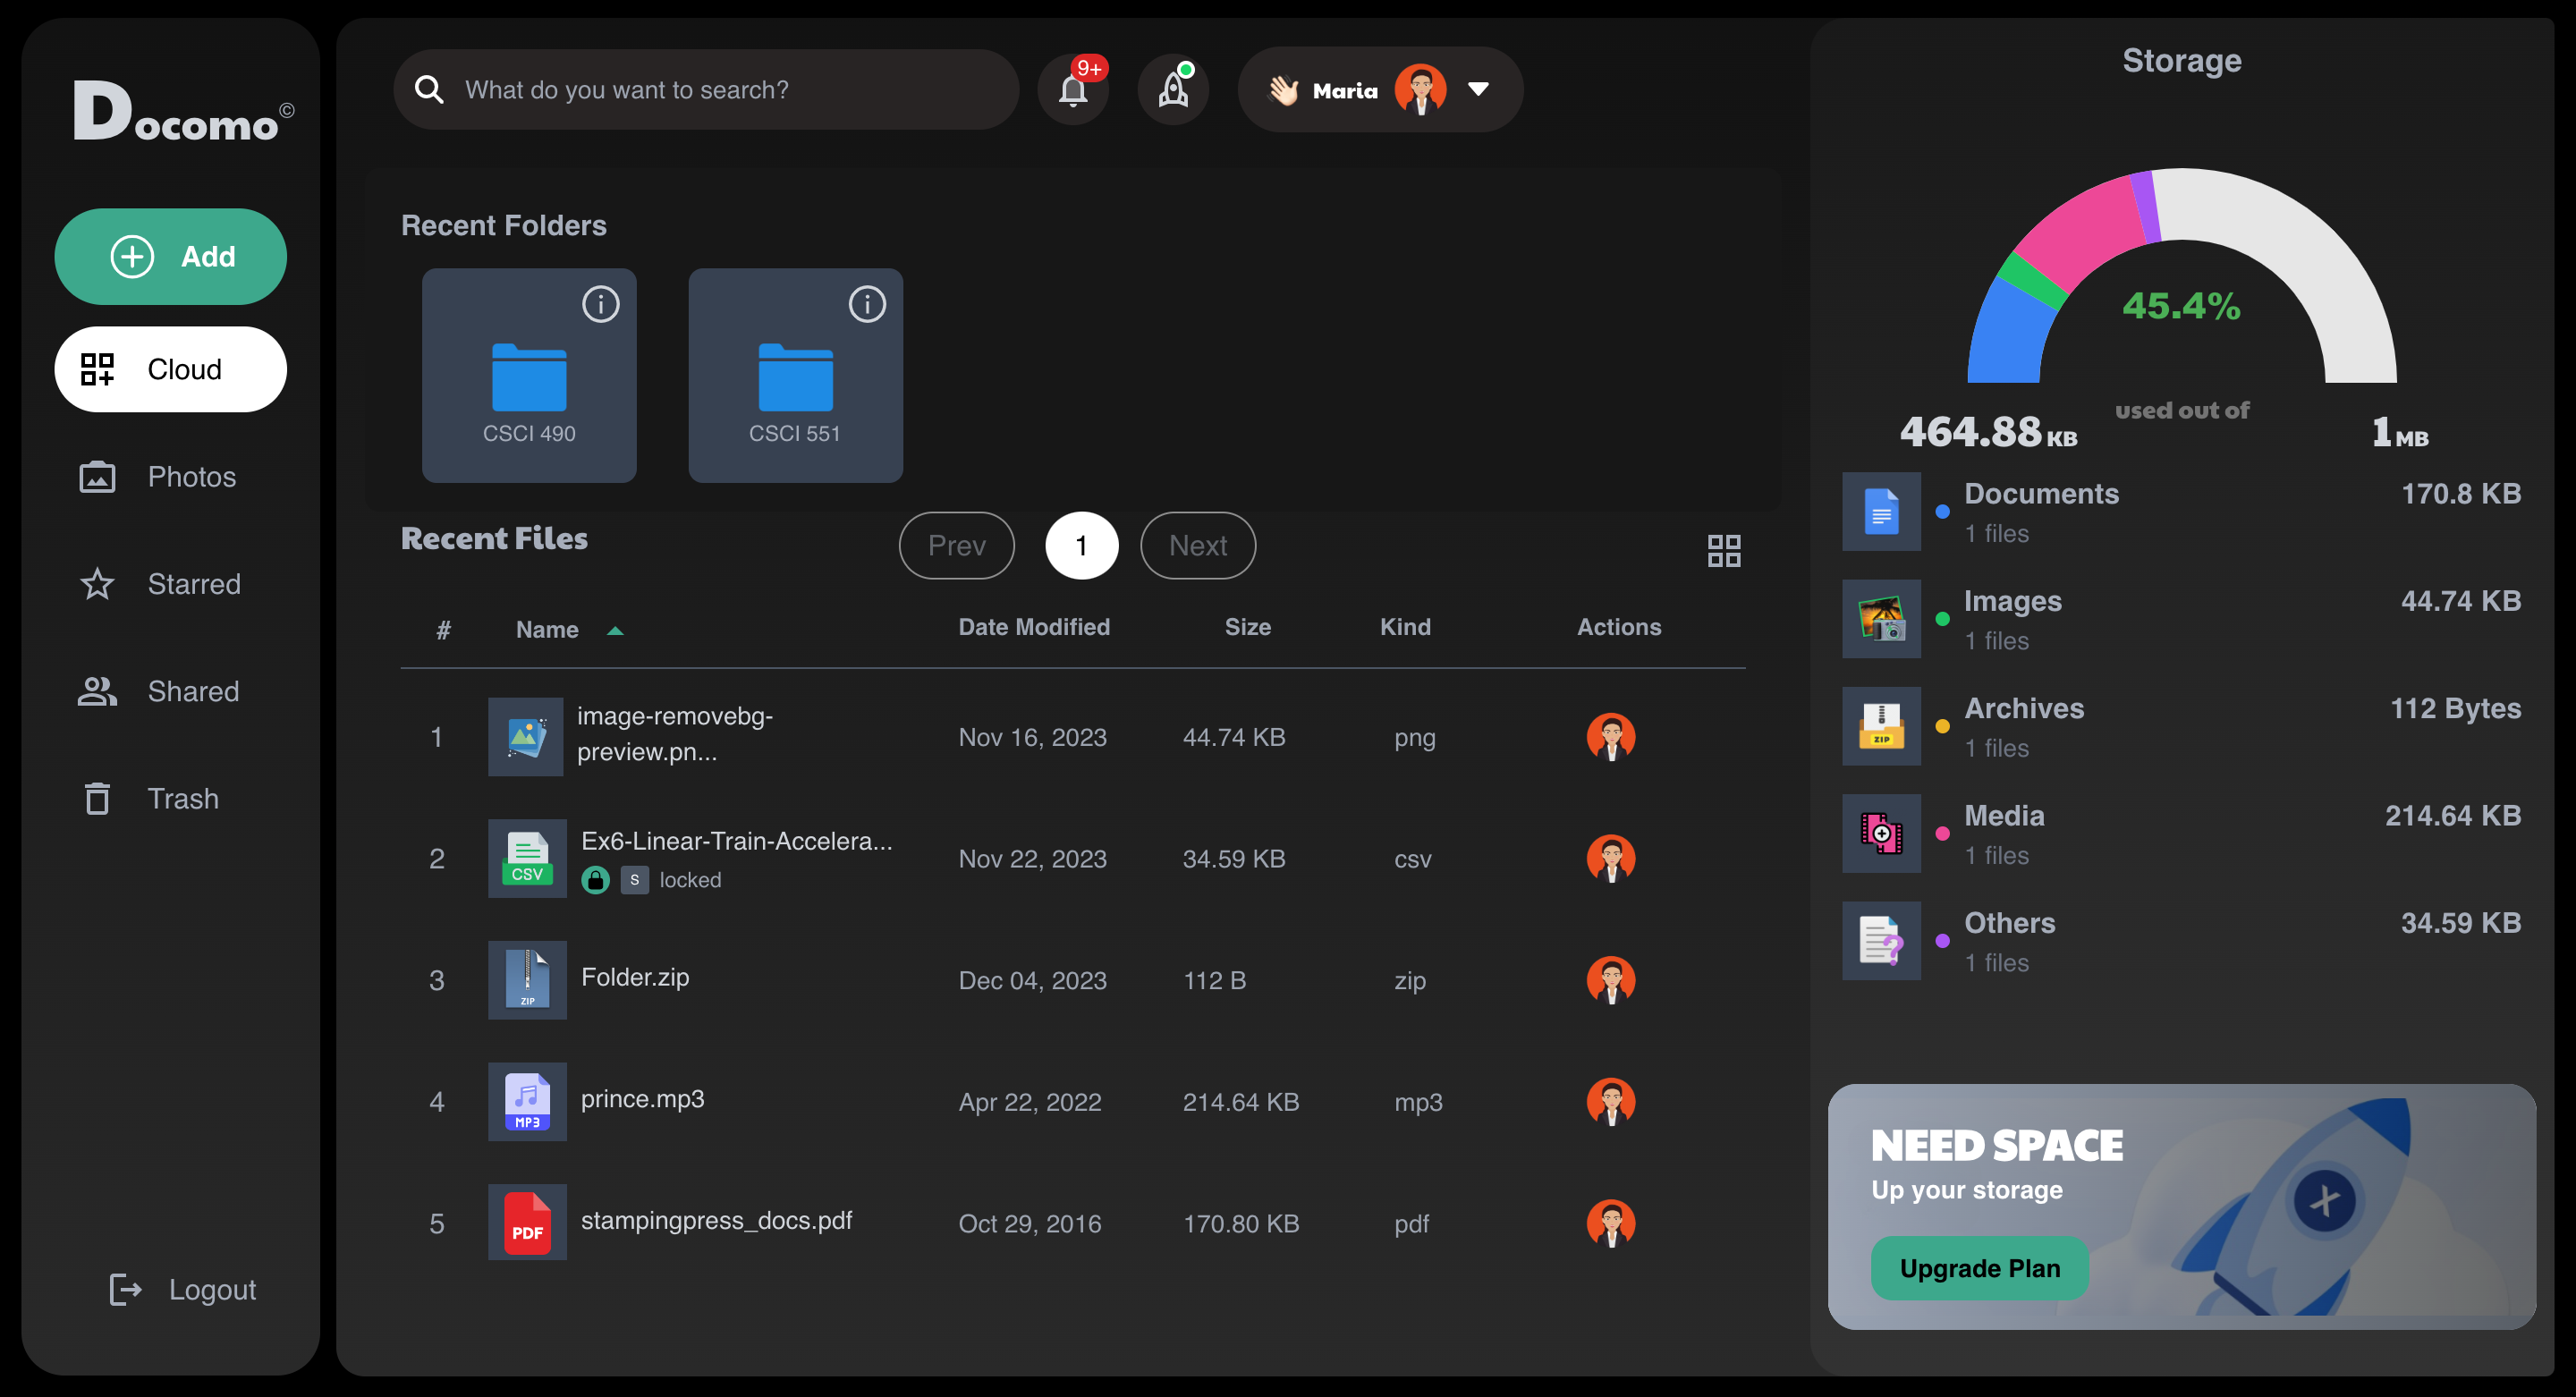 Docomo©
Add
Cloud
Photos
Starred
Shared
Trash
Logout
What do you want to search?
9+
👋🏻 Maria
Recent Folders
CSCI 490
CSCI 551
Recent Files
Prev 1 Next
# Name Date Modified Size Kind Actions
1 image-removebg-
preview.pn... Nov 16, 2023 44.74 KB png
2 CSV Ex6-Linear-Train-Accelera... Nov 22, 2023 34.59 KB csv
S locked
3 ZIP Folder.zip Dec 04, 2023 112 B zip
4 MP3 prince.mp3 Apr 22, 2022 214.64 KB mp3
5 PDF stampingpress_docs.pdf Oct 29, 2016 170.80 KB pdf
Storage
45.4%
used out of
464.88 KB 1 MB
Documents 170.8 KB
1 files
Images 44.74 KB
1 files
ZIP
Archives 112 Bytes
1 files
Media 214.64 KB
1 files
Others 34.59 KB
1 files
NEED SPACE
Up your storage
Upgrade Plan